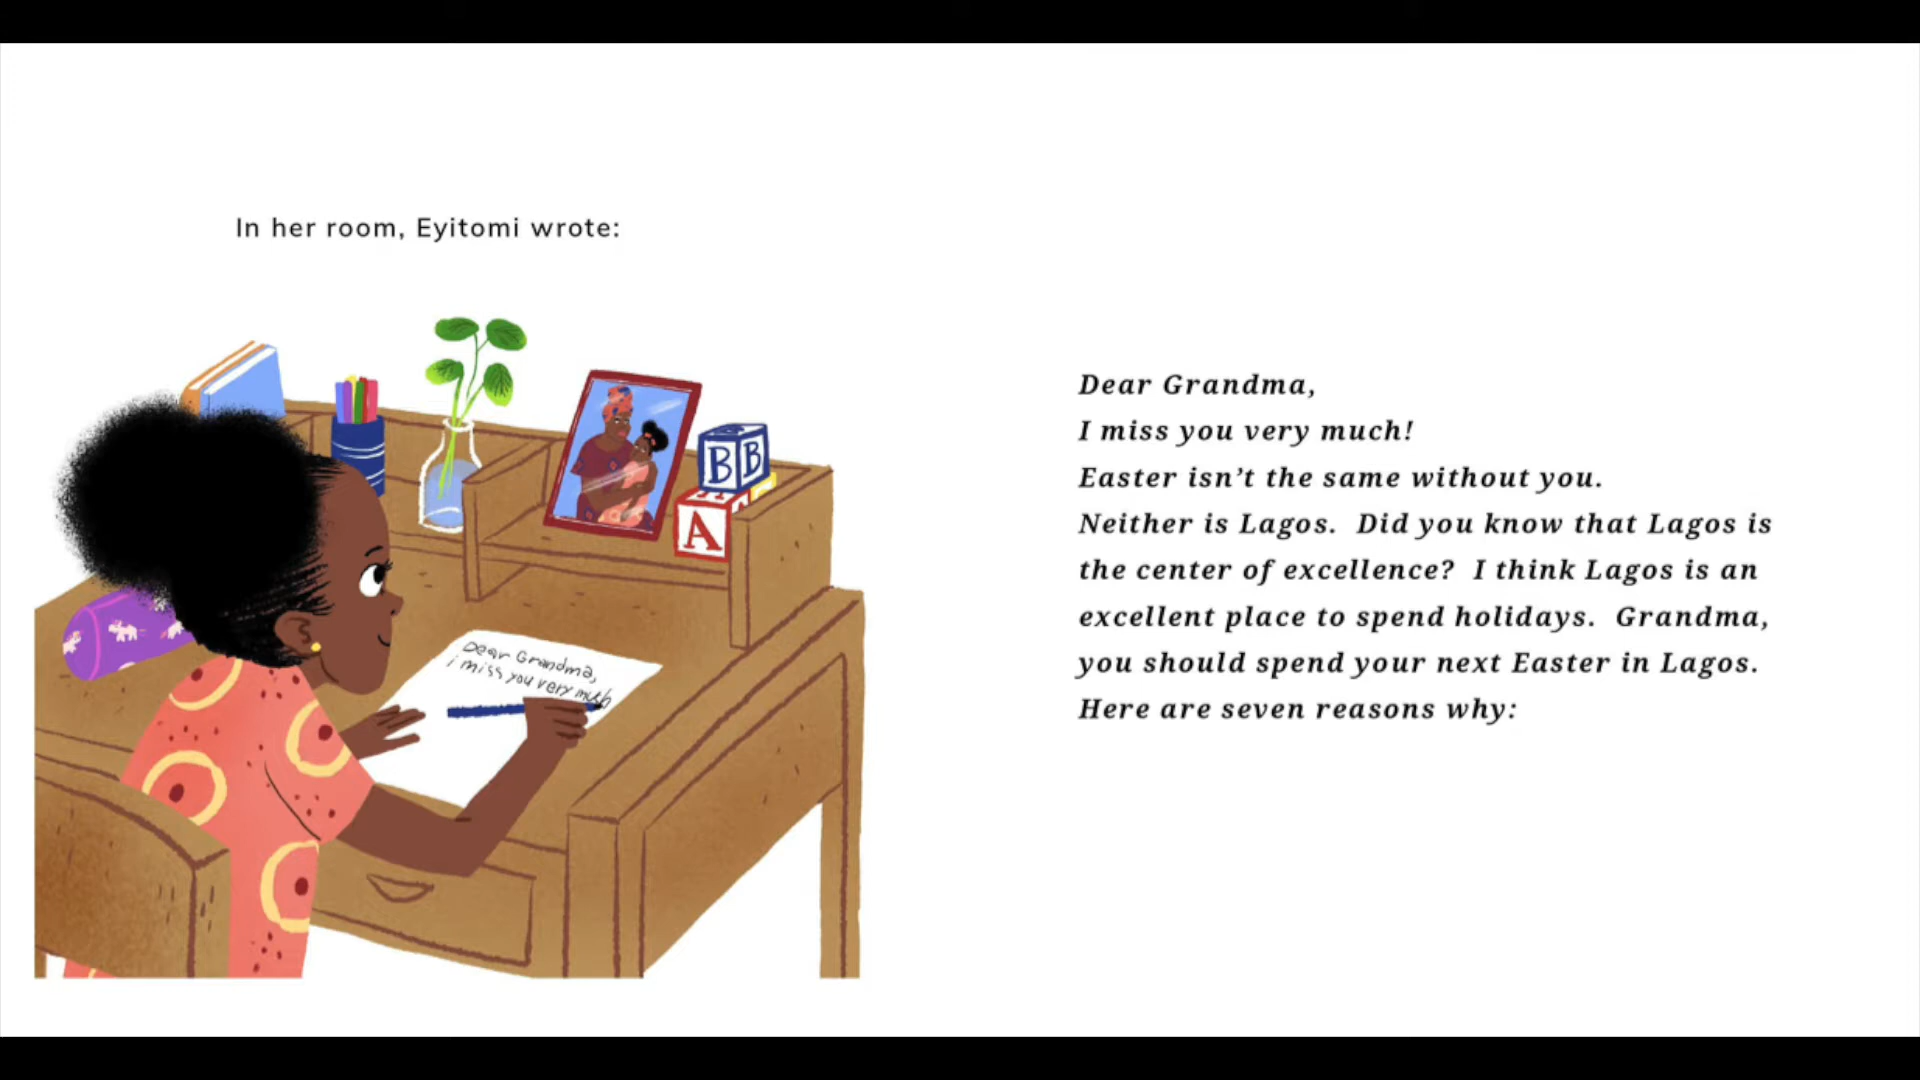 In her room, Eyitomi wrote:
B B
A
Dear Grandma,
i miss you very much
Dear Grandma,
I miss you very much!
Easter isn’t the same without you.
Neither is Lagos.  Did you know that Lagos is
the center of excellence?  I think Lagos is an
excellent place to spend holidays.  Grandma,
you should spend your next Easter in Lagos.
Here are seven reasons why: